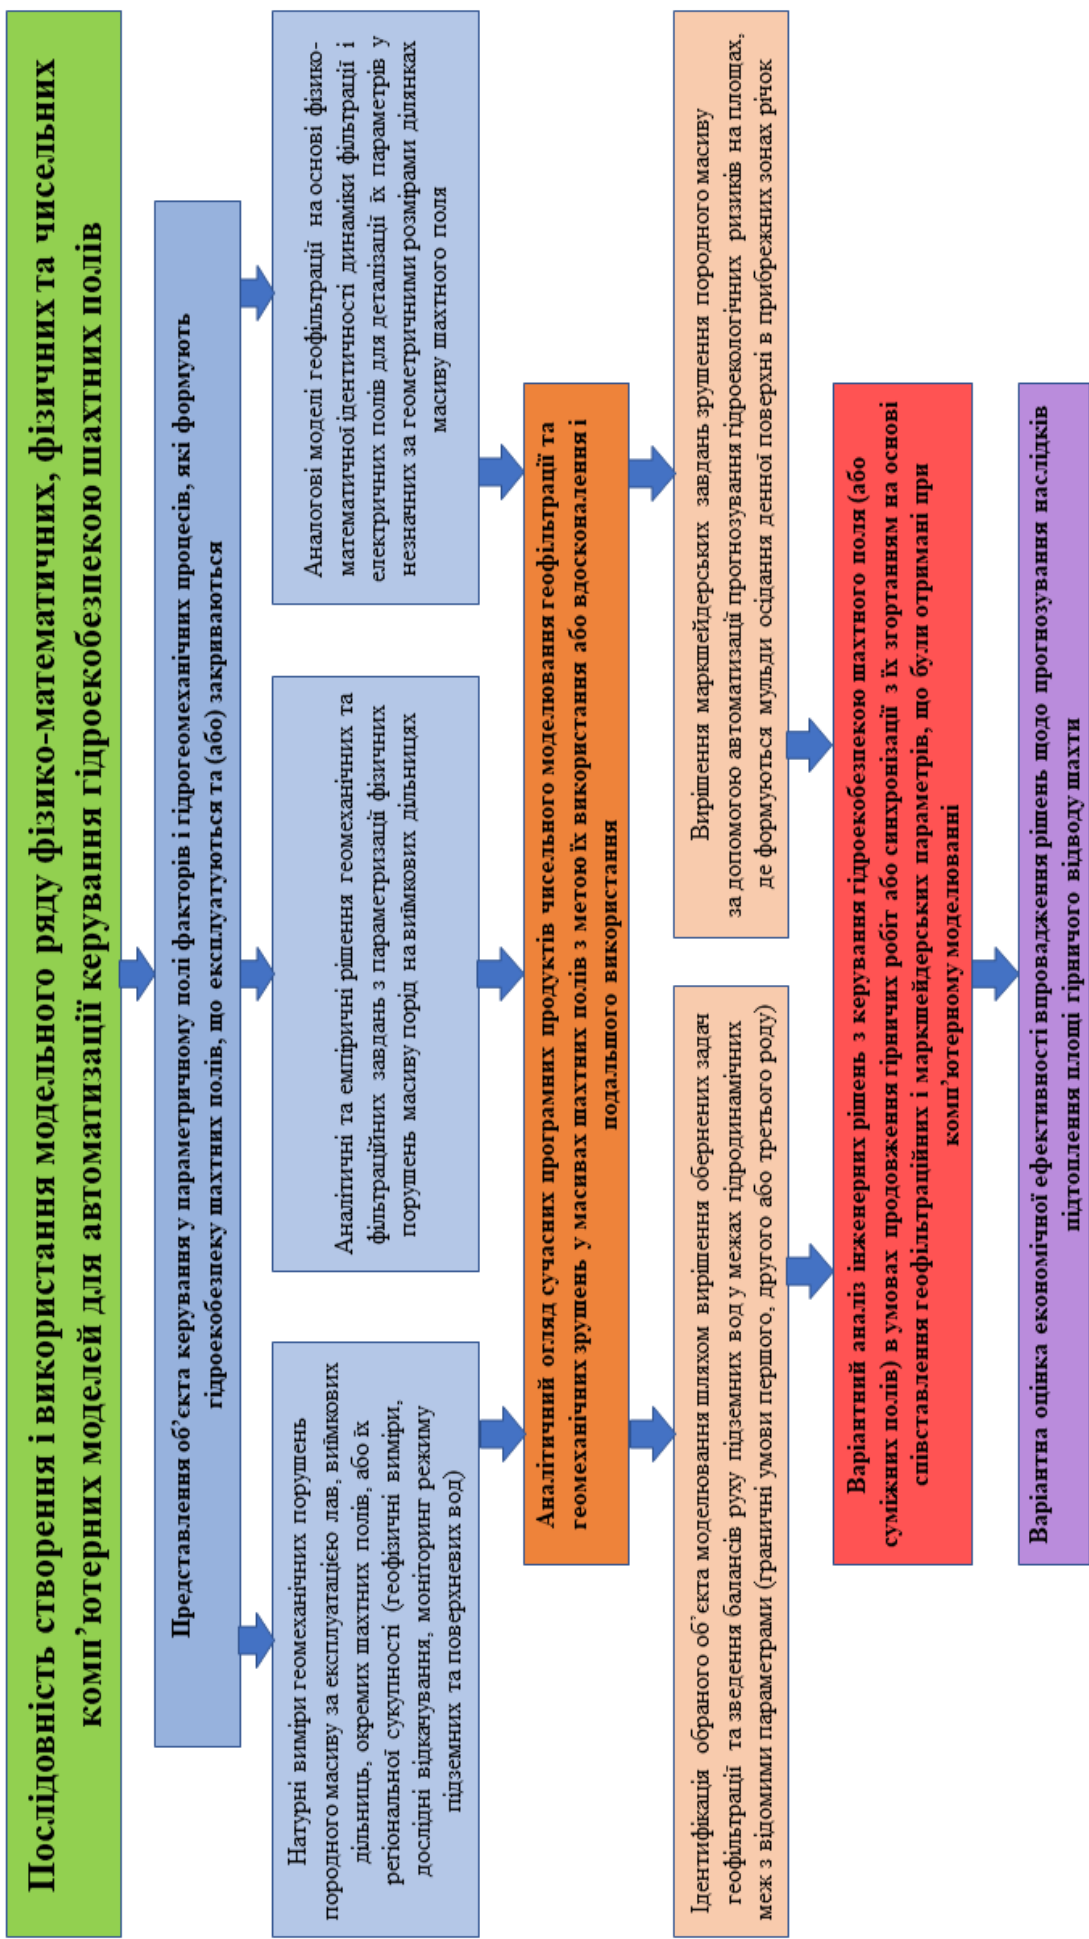 Послідовність створення і використання модельного ряду фізико-математичних, фізичних та чисельних
комп’ютерних моделей для автоматизації керування гідроекобезпекою шахтних полів
Представлення об’єкта керування у параметричному полі факторів і гідрогеомеханічних процесів, які формують
гідроекобезпеку шахтних полів, що експлуатуються та (або) закриваються
Натурні виміри геомеханічних порушень
породного масиву за експлуатацією лав, виїмкових
дільниць, окремих шахтних полів, або їх
регіональної сукупності (геофізичні виміри,
дослідні відкачування, моніторинг режиму
підземних та поверхневих вод)
Аналітичні та емпіричні рішення геомеханічних та
фільтраційних завдань з параметризації фізичних
порушень масиву порід на виїмкових дільницях
Аналогові моделі геофільтрації на основі фізико-
математичної ідентичності динаміки фільтрації і
електричних полів для деталізації їх параметрів у
незначних за геометричними розмірами ділянках
масиву шахтного поля
Аналітичний огляд сучасних програмних продуктів чисельного моделювання геофільтрації та
геомеханічних зрушень у масивах шахтних полів з метою їх використання або вдосконалення і
подальшого використання
Ідентифікація обраного об’єкта моделювання шляхом вирішення обернених задач
геофільтрації та зведення балансів руху підземних вод у межах гідродинамічних
меж з відомими параметрами (граничні умови першого, другого або третього роду)
Вирішення маркшейдерських завдань зрушення породного масиву
за допомогою автоматизації прогнозування гідроекологічних ризиків на площах,
де формуються мульди осідання денної поверхні в прибрежних зонах річок
Варіантний аналіз інженерних рішень з керування гідроекобезпекою шахтного поля (або
суміжних полів) в умовах продовження гірничих робіт або синхронізації з їх згортанням на основі
співставлення геофільтраційних і маркшейдерських параметрів, що були отримані при
комп’ютерному моделюванні
Варіантна оцінка економічної ефективності впровадження рішень щодо прогнозування наслідків
підтоплення площі гірничого відводу шахти